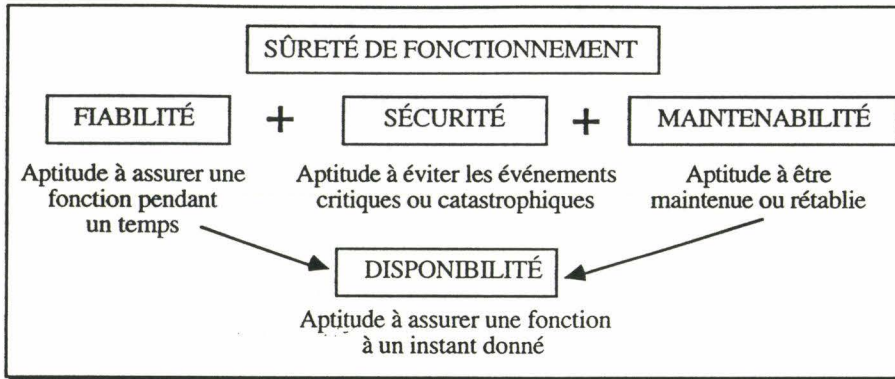 SÛRETÉ DE FONCTIONNEMENT
FIABILITÉ + SÉCURITÉ + MAINTENABILITÉ
Aptitude à assurer une
fonction pendant
un temps
Aptitude à éviter les événements
critiques ou catastrophiques
Aptitude à être
maintenue ou rétablie
DISPONIBILITÉ
Aptitude à assurer une fonction
à un instant donné